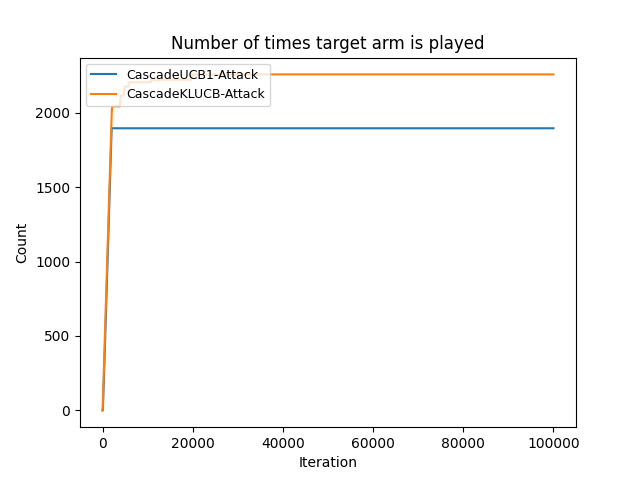 Number of times target arm is played
CascadeUCB1-Attack
CascadeKLUCB-Attack
2000
1500
1000
500
0
Count
0 20000 40000 60000 80000 100000
Iteration